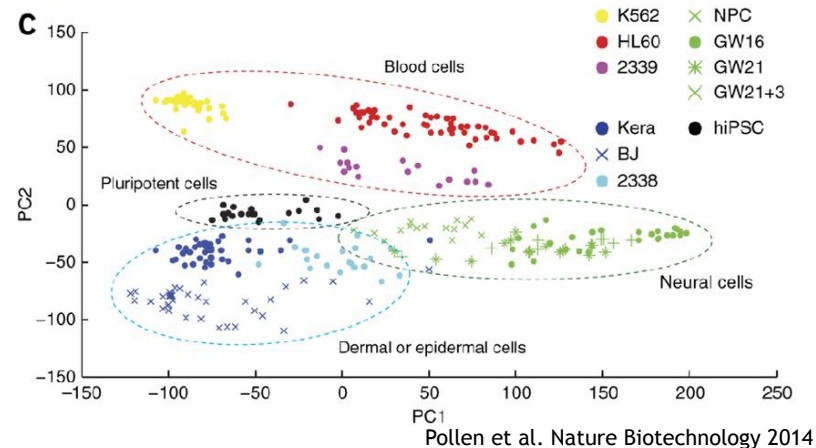 C
K562
HL60
2339
NPC
GW16
GW21
GW21+3
Kera
BJ
2338
hiPSC
Blood cells
Pluripotent cells
Neural cells
Dermal or epidermal cells
PC2
150
100
50
0
−50
−100
−150
−150
−100
−50
0
50
100
150
200
250
PC1
Pollen et al. Nature Biotechnology 2014